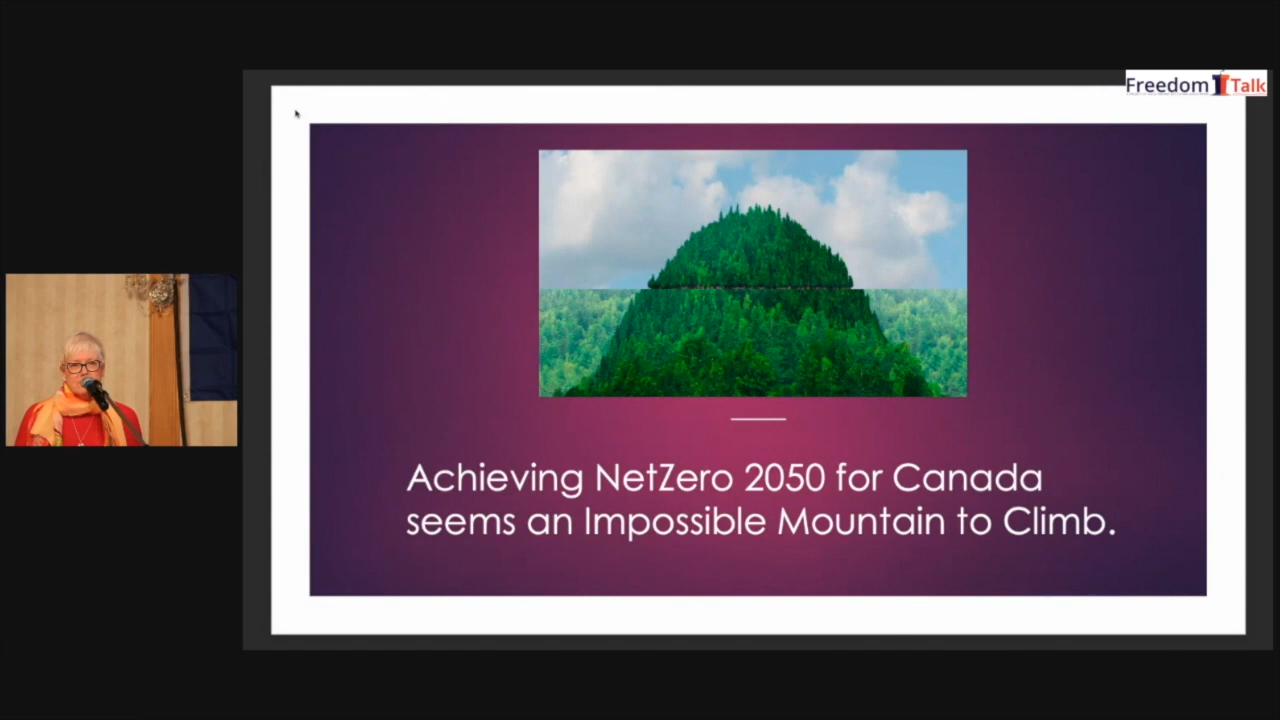 Freedom Talk
Achieving NetZero 2050 for Canada
seems an Impossible Mountain to Climb.